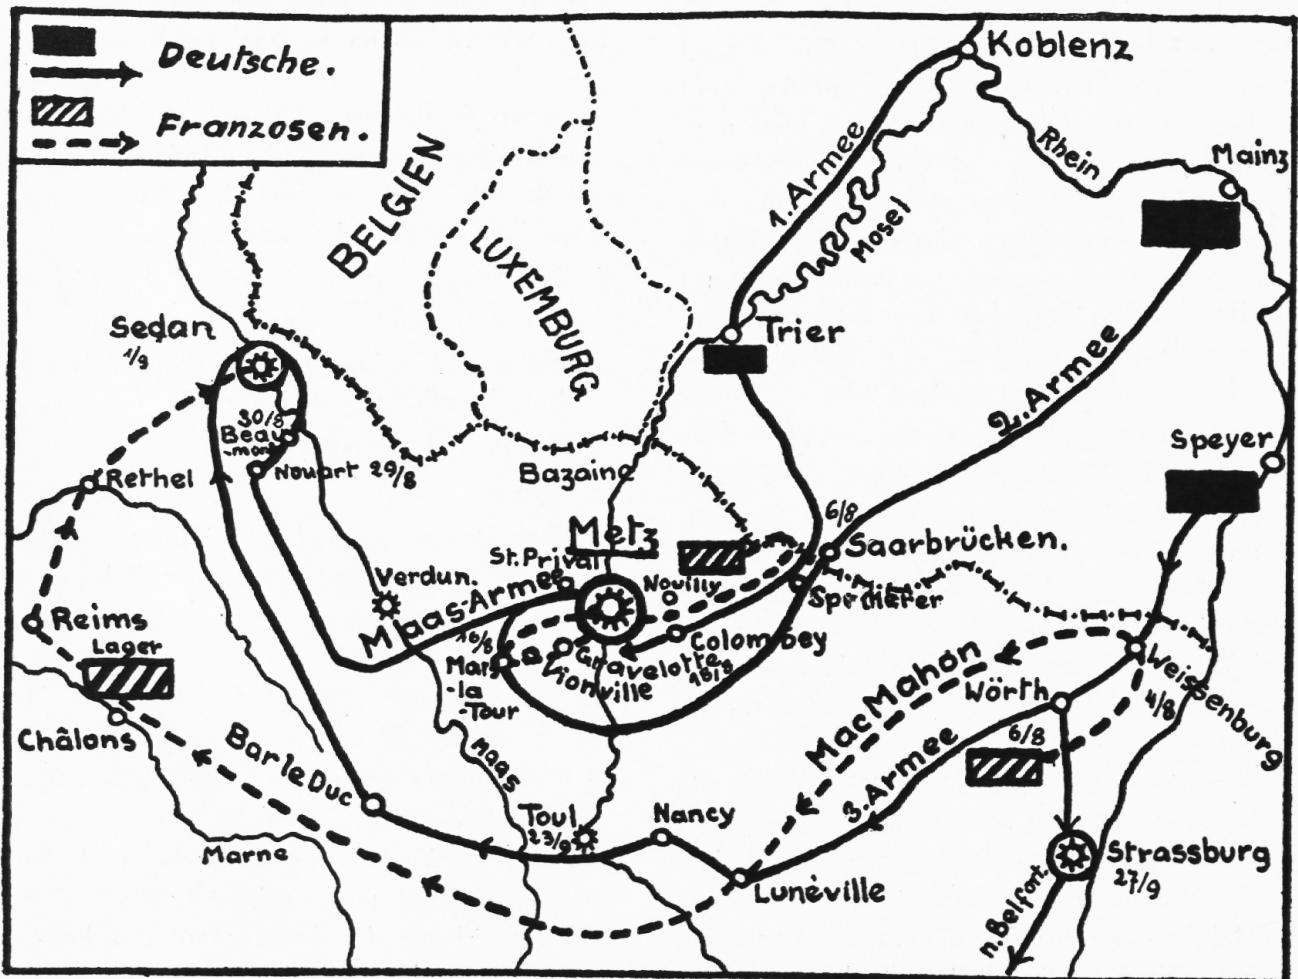 Deutsche.
Franzosen.
BELGIEN
LUXEMBURG
Koblenz
Rhein
Mainz
1. Armee
Mosel
Trier
2. Armee
Speyer
Sedan
1/9
30/8
Beau
-mont
Nouart 29/8
Rethel
Bazaine
Metz
6/8
Saarbrücken.
St. Privat
Nouilly
Verdun.
Maas-Armee
Spicherer
Colombey
Reims
Lager
16/8
Mars
-la
-Tour
Gravelotte
18/8
Vionville
MacMahon
Weissenburg
4/8
Wörth
6/8
Châlons
Bar le Duc
Maas
3. Armee
Toul
23/9
Nancy
Marne
Lunéville
Strassburg
27/9
n. Belfort.